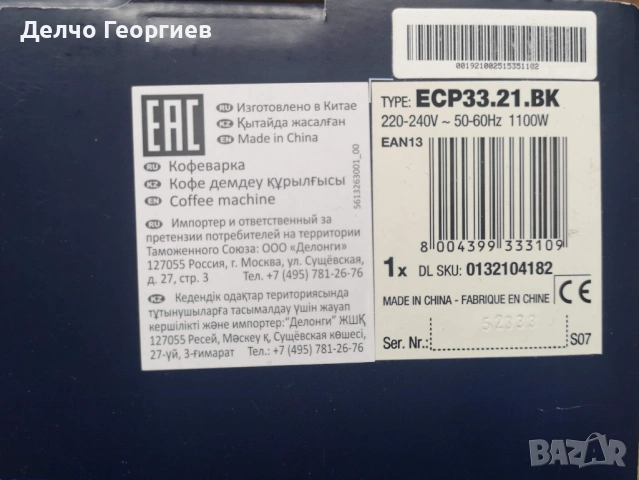 Делчо Георгиев
00192100251535110­2
EAC
RU Изготовлено в Китае
KZ Қытайда жасалған
EN Made in China
RU Кофеварка
KZ Кофе демдеу құрылғысы
EN Coffee machine
RU Импортер и ответственный за
претензии потребителей на территории
Таможенного Союза: ООО «Делонги»
127055 Россия, г. Москва, ул. Сущёвская,
д. 27, стр. 3 Тел. + 7 (495) 781-26-76
KZ Кедендік одақтар териториясында
тұтынушыларға тасымалдау үшін жауап
кершілікті және импортер:"Делонги" ЖШҚ
127055 Ресей, Мәскеу қ, Сущёвская көшесі,
27-үй, 3-ғимарат Тел.: + 7 (495) 781-26-76
5613263001_00
TYPE: ECP33.21.BK
220-240V ~ 50-60Hz 1100W
EAN13
8 004399 333109
1x DL SKU: 0132104182
MADE IN CHINA - FABRIQUE EN CHINE CE
52333
Ser. Nr.: S07
BAZAR